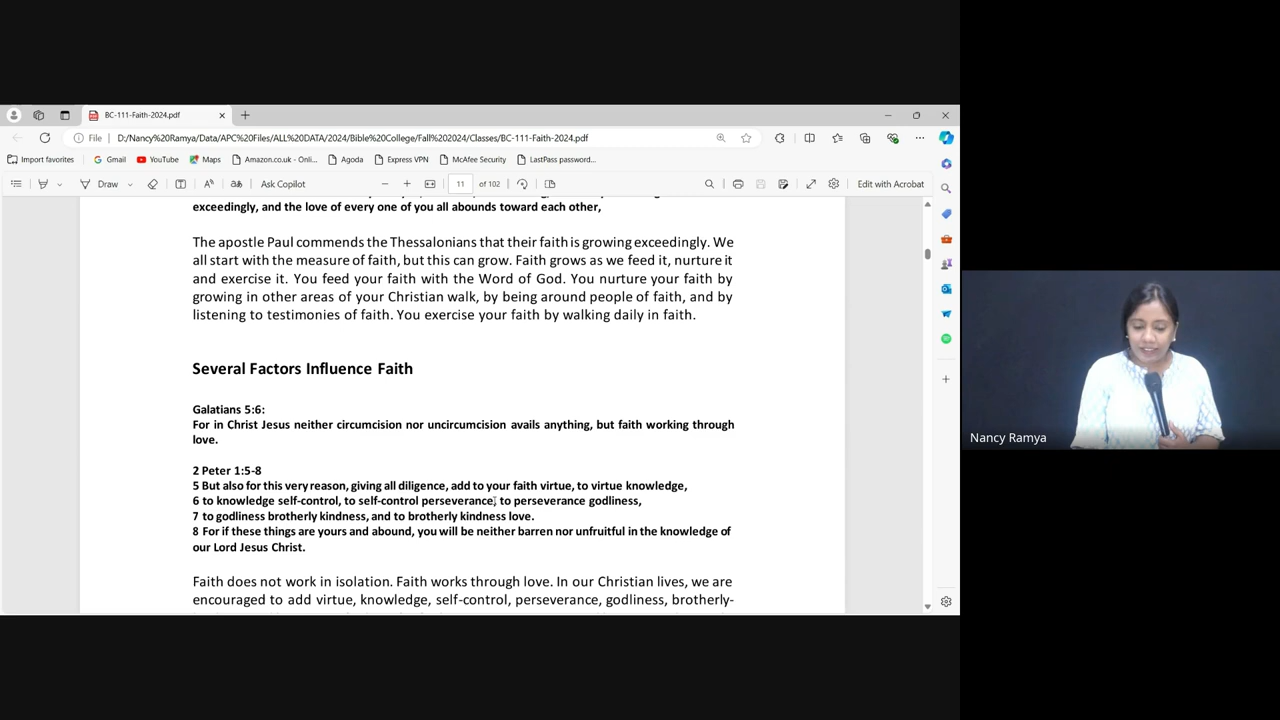 BC-111-Faith-2024.pdf
File
D:/Nancy%20Ramya/Data/APC%20Files/ALL%20DATA/2024/Bible%20College/Fall%202024/Classes/BC-111-Faith-2024.pdf
Import favorites
Gmail
YouTube
Maps
Amazon.co.uk - Onli...
Agoda
Express VPN
McAfee Security
LastPass password...
Draw
Ask Copilot
11 of 102
Edit with Acrobat
exceedingly, and the love of every one of you all abounds toward each other,
The apostle Paul commends the Thessalonians that their faith is growing exceedingly. We
all start with the measure of faith, but this can grow. Faith grows as we feed it, nurture it
and exercise it. You feed your faith with the Word of God. You nurture your faith by
growing in other areas of your Christian walk, by being around people of faith, and by
listening to testimonies of faith. You exercise your faith by walking daily in faith.
Several Factors Influence Faith
Galatians 5:6:
For in Christ Jesus neither circumcision nor uncircumcision avails anything, but faith working through
love.
2 Peter 1:5-8
5 But also for this very reason, giving all diligence, add to your faith virtue, to virtue knowledge,
6 to knowledge self-control, to self-control perseverance, to perseverance godliness,
7 to godliness brotherly kindness, and to brotherly kindness love.
8 For if these things are yours and abound, you will be neither barren nor unfruitful in the knowledge of
our Lord Jesus Christ.
Faith does not work in isolation. Faith works through love. In our Christian lives, we are
encouraged to add virtue, knowledge, self-control, perseverance, godliness, brotherly-
Nancy Ramya